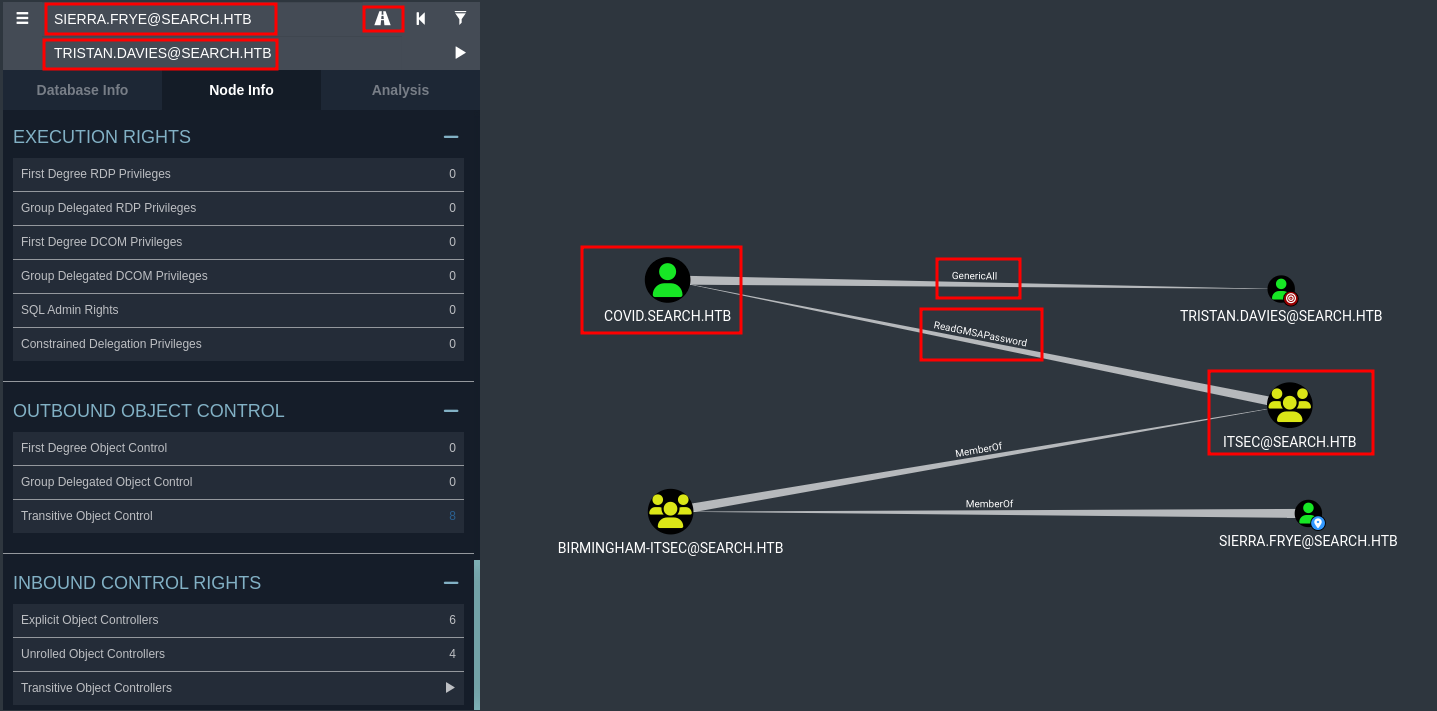 SIERRA.FRYE@SEARCH.HTB
TRISTAN.DAVIES@SEARCH.HTB
Database Info
Node Info
Analysis
EXECUTION RIGHTS
First Degree RDP Privileges 0
Group Delegated RDP Privileges 0
First Degree DCOM Privileges 0
Group Delegated DCOM Privileges 0
SQL Admin Rights 0
Constrained Delegation Privileges 0
OUTBOUND OBJECT CONTROL
First Degree Object Control 0
Group Delegated Object Control 0
Transitive Object Control 8
INBOUND CONTROL RIGHTS
Explicit Object Controllers 6
Unrolled Object Controllers 4
Transitive Object Controllers
GenericAll
COVID.SEARCH.HTB
TRISTAN.DAVIES@SEARCH.HTB
ReadGMSAPassword
ITSEC@SEARCH.HTB
MemberOf
MemberOf
BIRMINGHAM-ITSEC@SEARCH.HTB
SIERRA.FRYE@SEARCH.HTB